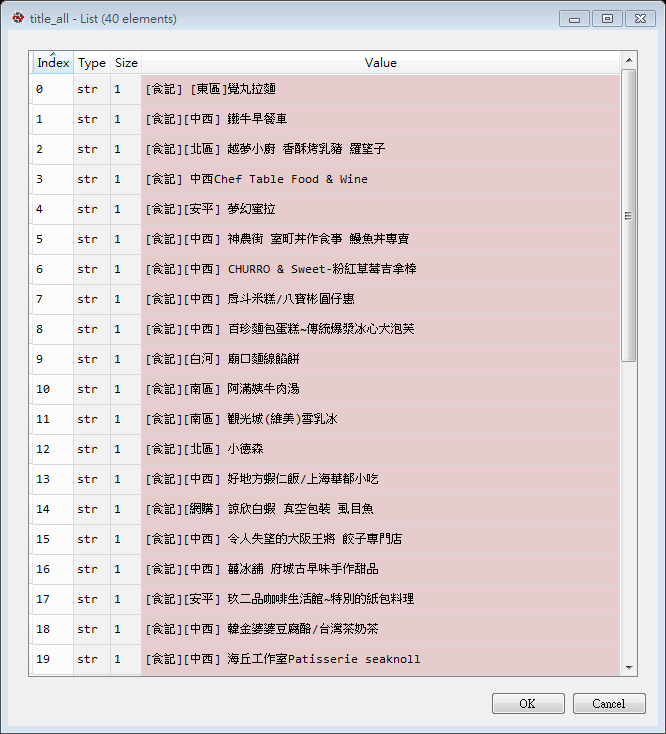 title_all - List (40 elements)
Index Type Size Value
0 str 1 [食記] [東區]覺丸拉麵
1 str 1 [食記][中西] 鐵牛早餐車
2 str 1 [食記][北區] 越夢小廚 香酥烤乳豬 羅望子
3 str 1 [食記] 中西Chef Table Food & Wine
4 str 1 [食記][安平] 夢幻蜜拉
5 str 1 [食記][中西] 神農街 室町丼作食事 鰻魚丼專賣
6 str 1 [食記][中西] CHURRO & Sweet-粉紅草莓吉拿棒
7 str 1 [食記][中西] 戽斗米糕/八寶彬圓仔惠
8 str 1 [食記][中西] 百珍麵包蛋糕~傳統爆漿冰心大泡芙
9 str 1 [食記][白河] 廟口麵線餡餅
10 str 1 [食記][南區] 阿滿姨牛肉湯
11 str 1 [食記][南區] 觀光城(維美)雪乳冰
12 str 1 [食記][北區] 小德森
13 str 1 [食記][中西] 好地方蝦仁飯/上海華都小吃
14 str 1 [食記][網購] 諒欣白蝦 真空包裝 虱目魚
15 str 1 [食記][中西] 令人失望的大阪王將 餃子專門店
16 str 1 [食記][中西] 囍冰舖 府城古早味手作甜品
17 str 1 [食記][安平] 玖二品咖啡生活館~特別的紙包料理
18 str 1 [食記][中西] 韓金婆婆豆腐酪/台灣茶奶茶
19 str 1 [食記][中西] 海丘工作室Patisserie seaknoll
OK Cancel